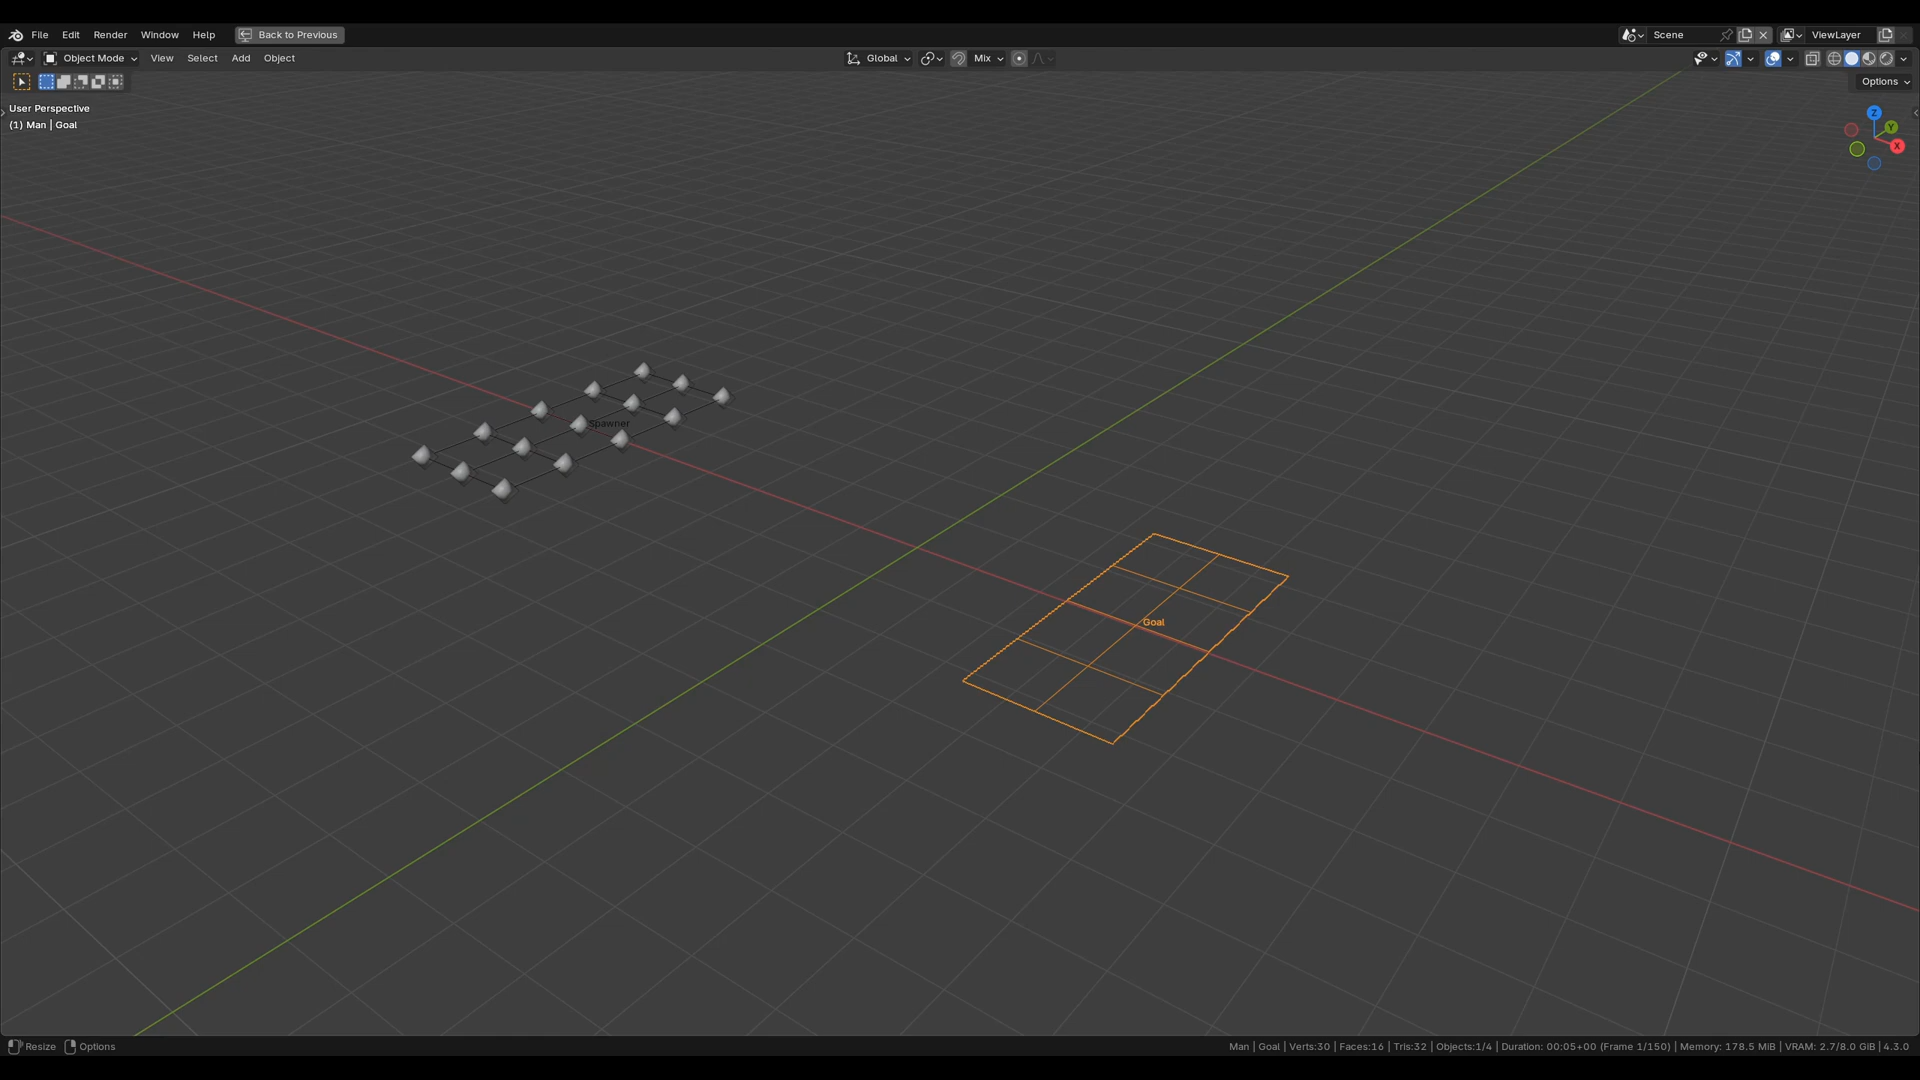 File Edit Render Window Help Back to Previous Scene ViewLayer
Object Mode View Select Add Object Global Mix
Options
User Perspective
(1) Man | Goal
Z
Y
X
Spawner
Goal
Resize Options Man | Goal | Verts:30 | Faces:16 | Tris:32 | Objects:1/4 | Duration: 00:05+00 (Frame 1/150) | Memory: 178.5 MiB | VRAM: 2.7/8.0 GiB | 4.3.0